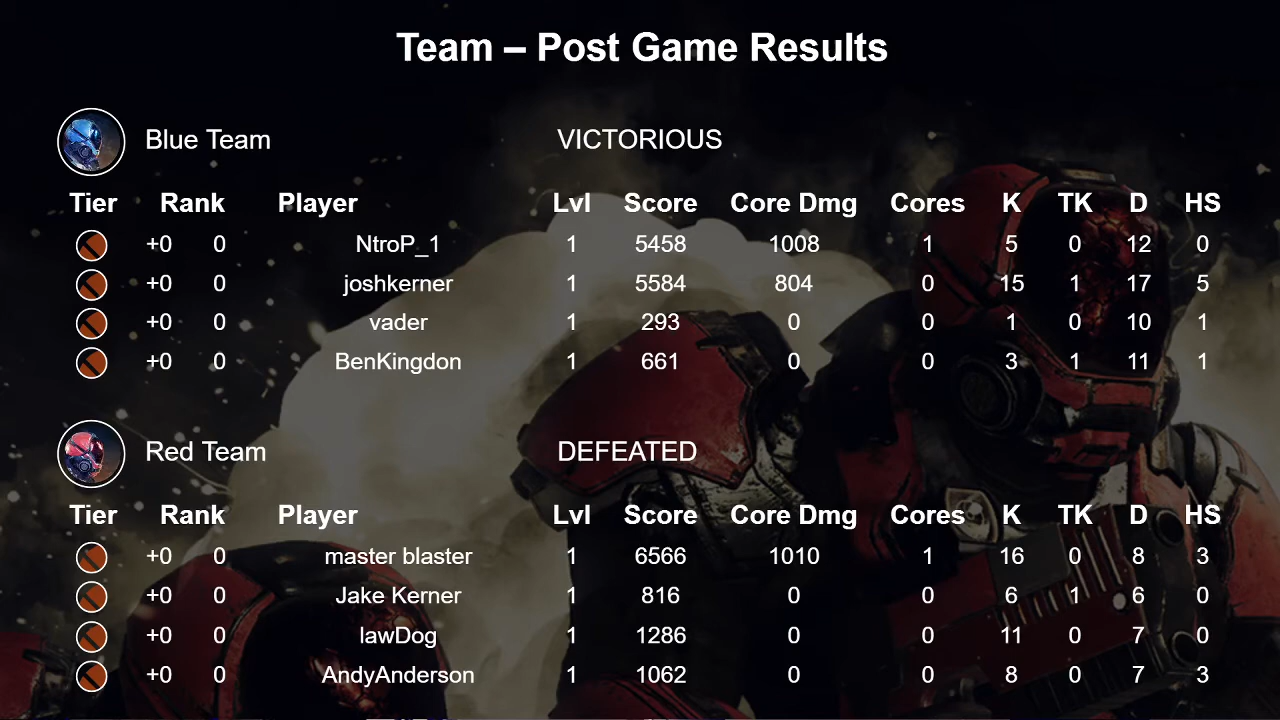 Team – Post Game Results
Blue Team VICTORIOUS
Tier Rank Player Lvl Score Core Dmg Cores K TK D HS
+0 0 NtroP_1 1 5458 1008 1 5 0 12 0
+0 0 joshkerner 1 5584 804 0 15 1 17 5
+0 0 vader 1 293 0 0 1 0 10 1
+0 0 BenKingdon 1 661 0 0 3 1 11 1
Red Team DEFEATED
Tier Rank Player Lvl Score Core Dmg Cores K TK D HS
+0 0 master blaster 1 6566 1010 1 16 0 8 3
+0 0 Jake Kerner 1 816 0 0 6 1 6 0
+0 0 lawDog 1 1286 0 0 11 0 7 0
+0 0 AndyAnderson 1 1062 0 0 8 0 7 3